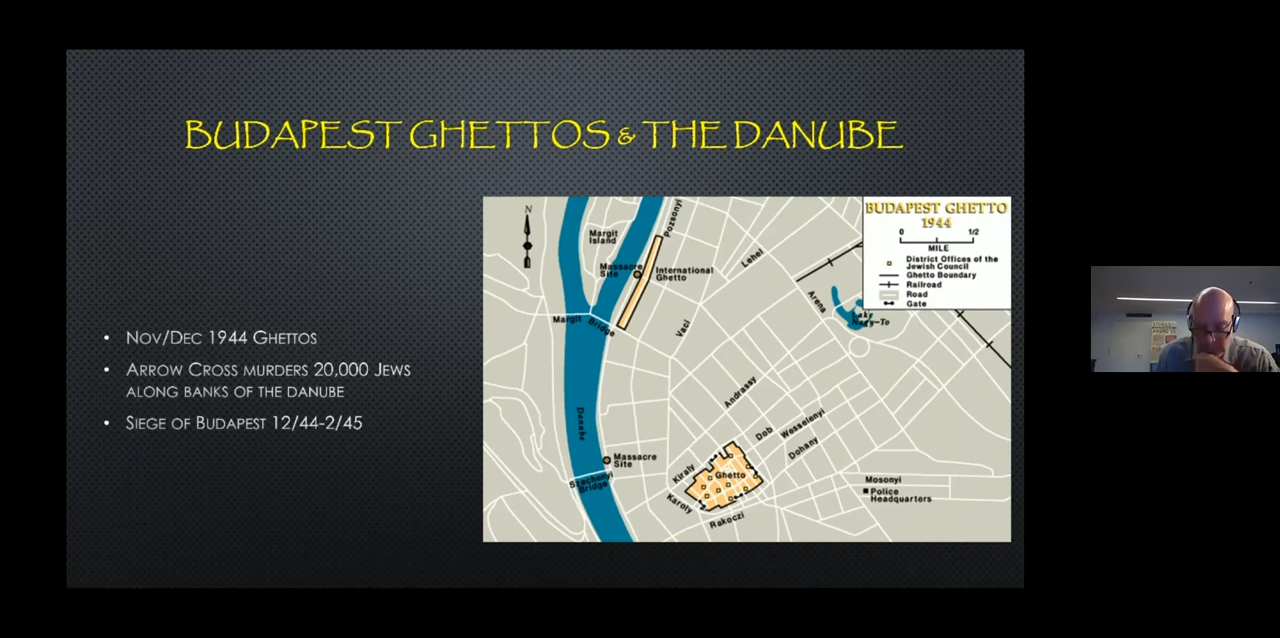 BUDAPEST GHETTOS & THE DANUBE
• NOV/DEC 1944 GHETTOS
• ARROW CROSS MURDERS 20,000 JEWS
ALONG BANKS OF THE DANUBE
• SIEGE OF BUDAPEST 12/44-2/45
BUDAPEST GHETTO
1944
0 1/2
MILE
District Offices of the
Jewish Council
Ghetto Boundary
Railroad
Road
Gate
N
Margit
Island
Pozsonyi
Massacre
Site
International
Ghetto
Lehel
Margit Bridge
Vaci
Arena
Lake
Nagy-To
Danube
Andrassy
Dob
Wesselenyi
Dohany
Massacre
Site
Szechenyi
Bridge
Kiraly
Ghetto
Karoly
Rakoczi
Mosonyi
Police
Headquarters